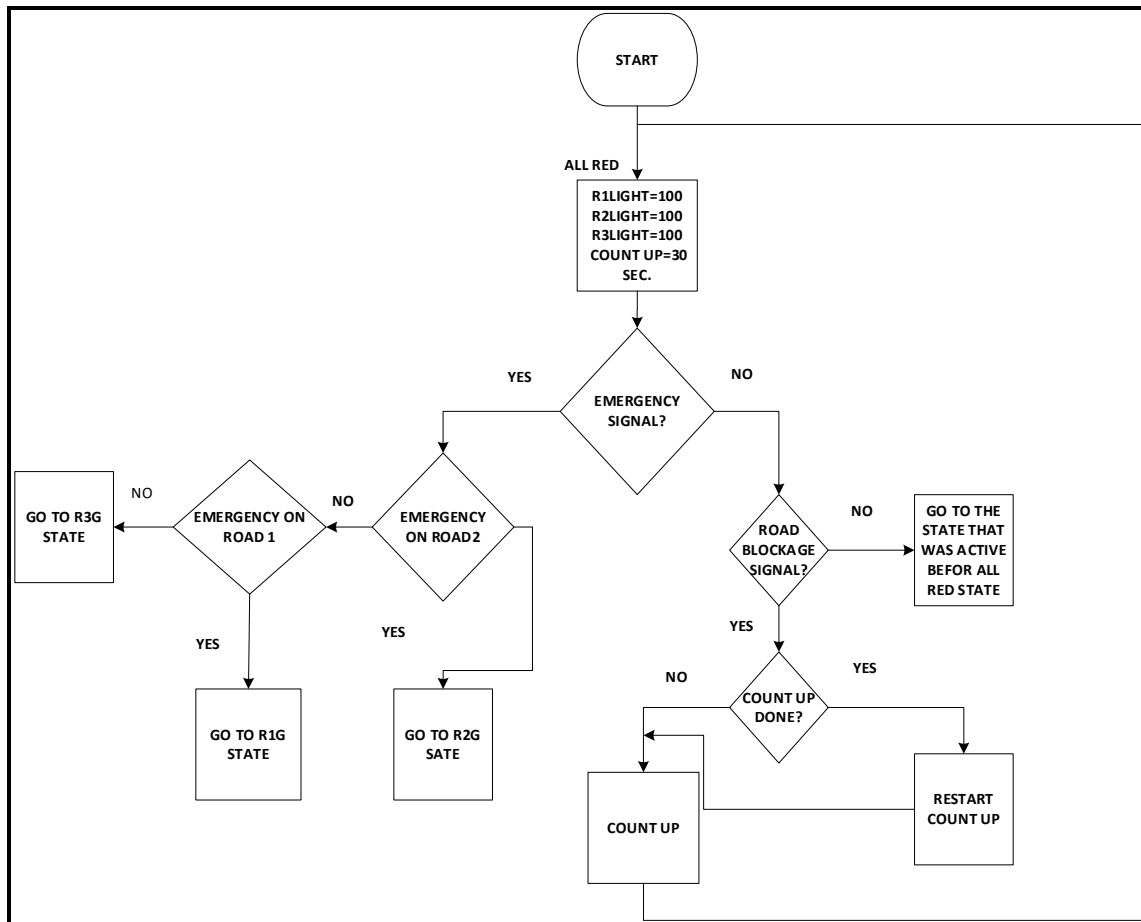 START
ALL RED
R1LIGHT=100
R2LIGHT=100
R3LIGHT=100
COUNT UP=30
SEC.
YES
NO
EMERGENCY
SIGNAL?
GO TO R3G
STATE
NO
EMERGENCY ON
ROAD 1
NO
EMERGENCY
ON ROAD2
ROAD
BLOCKAGE
SIGNAL?
NO
GO TO THE
STATE THAT
WAS ACTIVE
BEFOR ALL
RED STATE
YES
YES
YES
GO TO R1G
STATE
GO TO R2G
SATE
NO
YES
COUNT UP
DONE?
COUNT UP
RESTART
COUNT UP